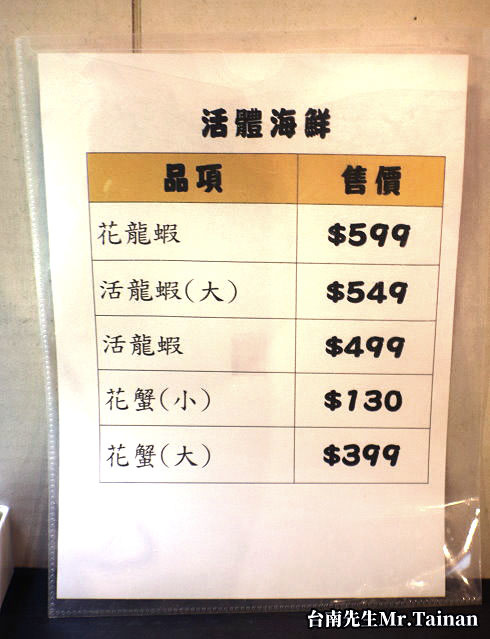 活體海鮮
品項 售價
花龍蝦 $599
活龍蝦(大) $549
活龍蝦 $499
花蟹(小) $130
花蟹(大) $399
台南先生Mr.Tainan